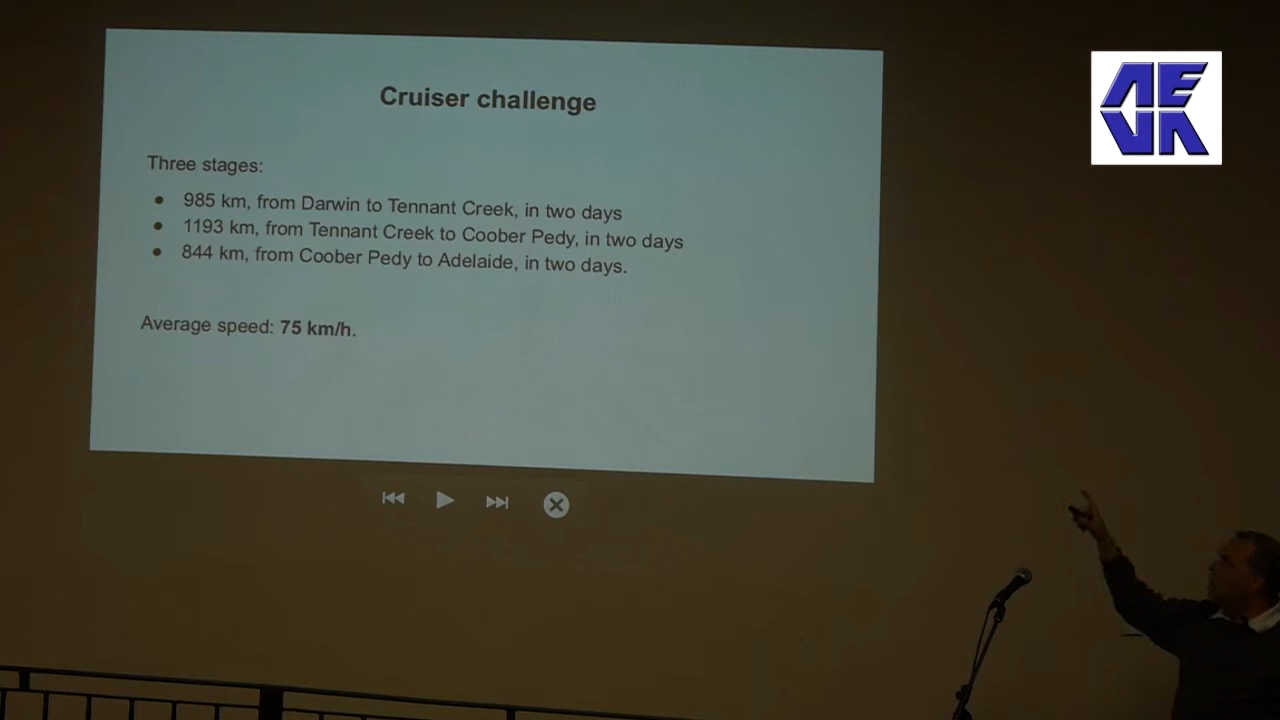 Cruiser challenge
Three stages:
● 985 km, from Darwin to Tennant Creek, in two days
● 1193 km, from Tennant Creek to Coober Pedy, in two days
● 844 km, from Coober Pedy to Adelaide, in two days.
Average speed: 75 km/h.